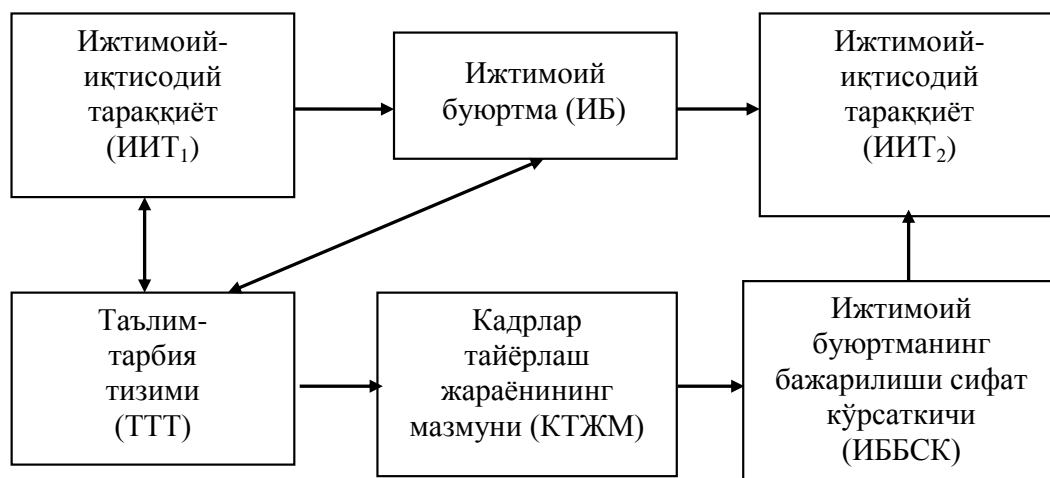 Ижтимоий-
иқтисодий
тараққиёт
(ИИТ₁)
Ижтимоий
буюртма (ИБ)
Ижтимоий-
иқтисодий
тараққиёт
(ИИТ₂)
Таълим-
тарбия
тизими
(ТТТ)
Кадрлар
тайёрлаш
жараёнининг
мазмуни (КТЖМ)
Ижтимоий
буюртманинг
бажарилиши сифат
кўрсаткичи
(ИББСК)